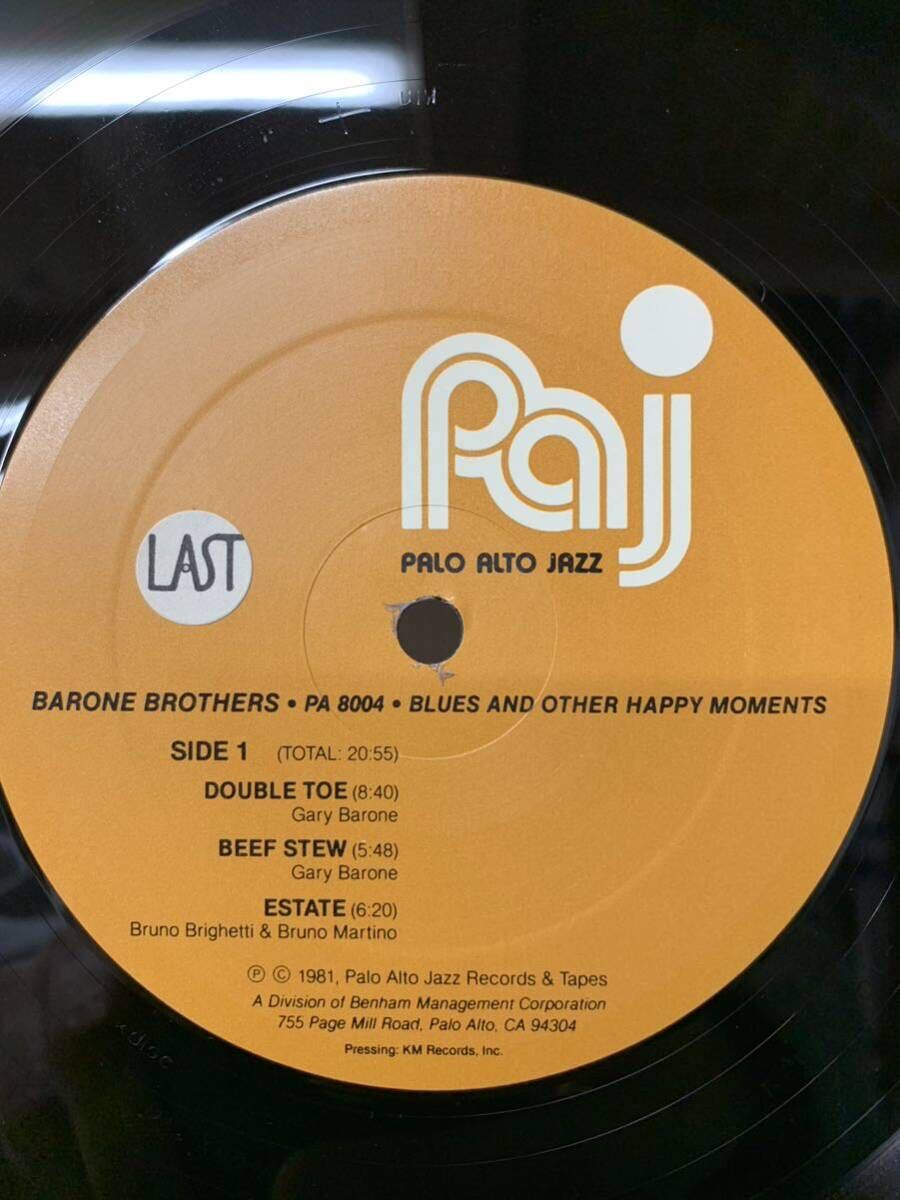 Paj
PALO ALTO JAZZ
LAST
BARONE BROTHERS • PA 8004 • BLUES AND OTHER HAPPY MOMENTS
SIDE 1 (TOTAL: 20:55)
DOUBLE TOE (8:40)
Gary Barone
BEEF STEW (5:48)
Gary Barone
ESTATE (6:20)
Bruno Brighetti & Bruno Martino
Ⓟ © 1981, Palo Alto Jazz Records & Tapes
A Division of Benham Management Corporation
755 Page Mill Road, Palo Alto, CA 94304
Pressing: KM Records, Inc.